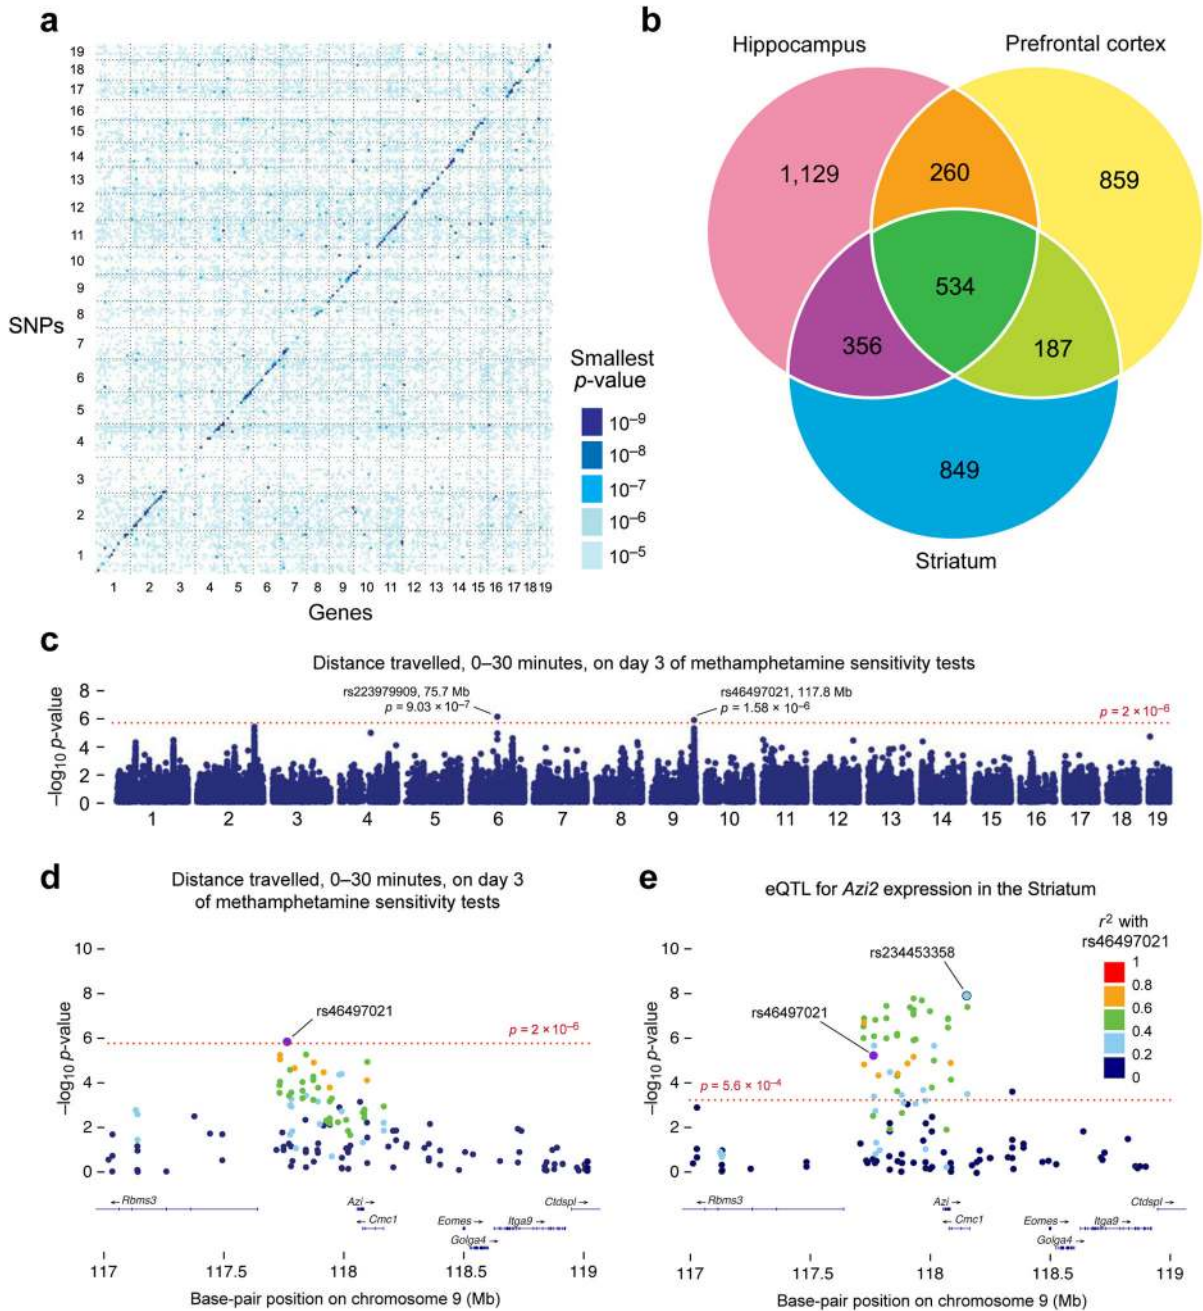 a
19
18
17
16
15
14
13
12
11
10
9
8
7
6
5
4
3
2
1
SNPs
1 2 3 4 5 6 7 8 9 10 11 12 13 14 15 16 17 18 19
Genes
Smallest
p-value
10–9
10–8
10–7
10–6
10–5
b
Hippocampus Prefrontal cortex
1,129 260 859
534
356 187
849
Striatum
c
Distance travelled, 0–30 minutes, on day 3 of methamphetamine sensitivity tests
–log10 p-value
8
6
4
2
0
rs223979909, 75.7 Mb
p = 9.03 × 10–7
rs46497021, 117.8 Mb
p = 1.58 × 10–6
p = 2 × 10–6
1 2 3 4 5 6 7 8 9 10 11 12 13 14 15 16 17 18 19
d
Distance travelled, 0–30 minutes, on day 3
of methamphetamine sensitivity tests
–log10 p-value
10
8
6
4
2
0
rs46497021
p = 2 × 10–6
← Rbms3 Azi → Ctdspl →
← Cmc1 Eomes → Itga9 →
Golga4 →
117 117.5 118 118.5 119
Base-pair position on chromosome 9 (Mb)
e
eQTL for Azi2 expression in the Striatum
r2 with
rs46497021
1
0.8
0.6
0.4
0.2
0
–log10 p-value
10
8
6
4
2
0
rs234453358
rs46497021
p = 5.6 × 10–4
← Rbms3 Azi → Ctdspl →
← Cmc1 Eomes → Itga9 →
Golga4 →
117 117.5 118 118.5 119
Base-pair position on chromosome 9 (Mb)